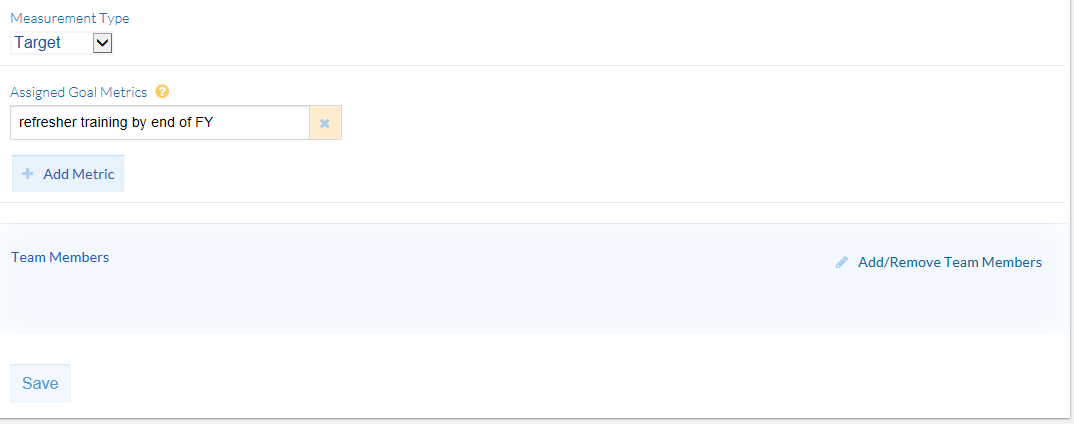 Measurement Type
Target
Assigned Goal Metrics ?
refresher training by end of FY
Add Metric
Team Members
Add/Remove Team Members
Save